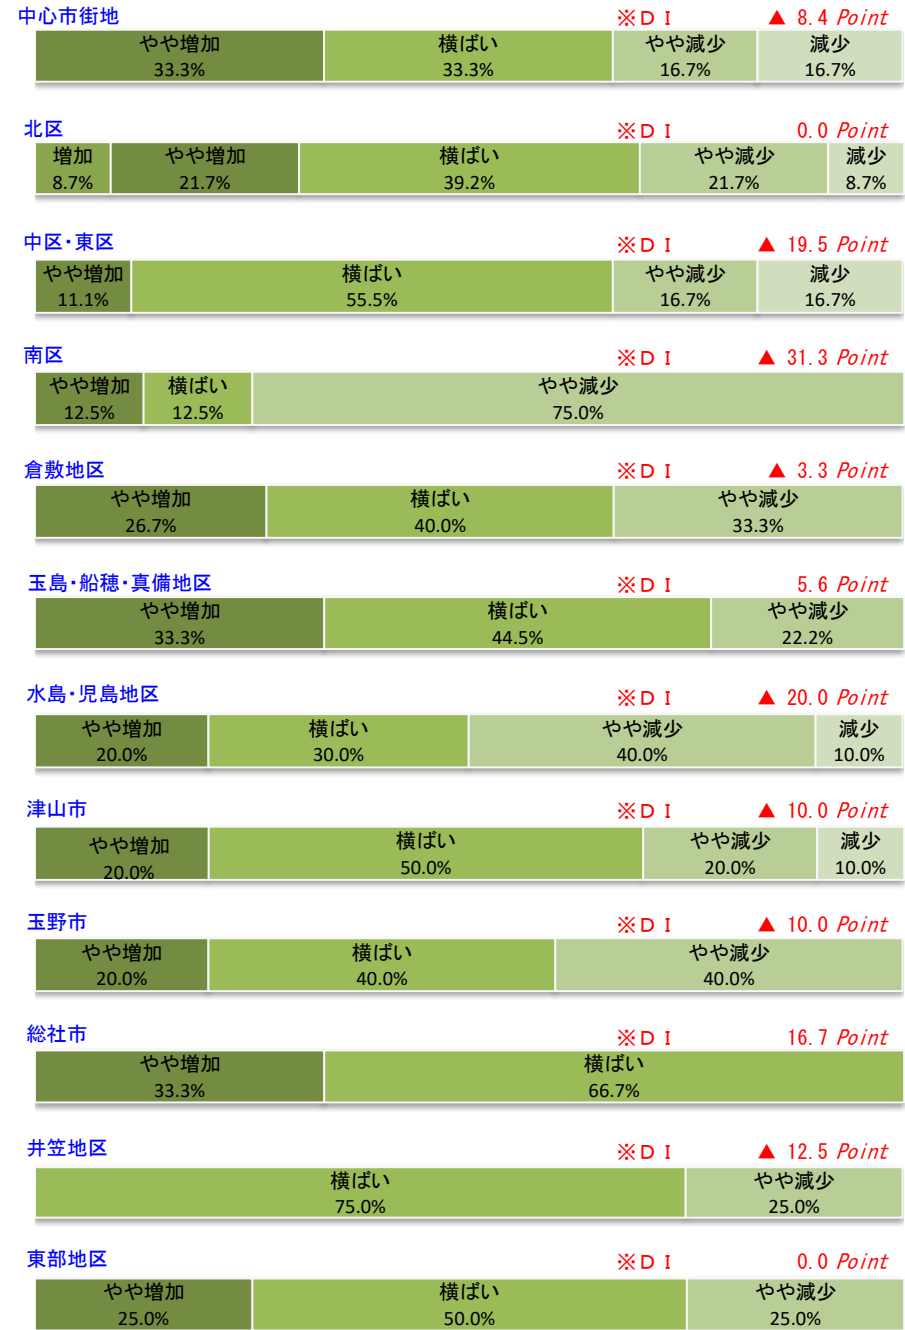 中心市街地 ※ＤＩ ▲ 8.4 Point
やや増加 横ばい やや減少 減少
33.3% 33.3% 16.7% 16.7%
北区 ※ＤＩ 0.0 Point
増加 やや増加 横ばい やや減少 減少
8.7% 21.7% 39.2% 21.7% 8.7%
中区・東区 ※ＤＩ ▲ 19.5 Point
やや増加 横ばい やや減少 減少
11.1% 55.5% 16.7% 16.7%
南区 ※ＤＩ ▲ 31.3 Point
やや増加 横ばい やや減少
12.5% 12.5% 75.0%
倉敷地区 ※ＤＩ ▲ 3.3 Point
やや増加 横ばい やや減少
26.7% 40.0% 33.3%
玉島・船穂・真備地区 ※ＤＩ 5.6 Point
やや増加 横ばい やや減少
33.3% 44.5% 22.2%
水島・児島地区 ※ＤＩ ▲ 20.0 Point
やや増加 横ばい やや減少 減少
20.0% 30.0% 40.0% 10.0%
津山市 ※ＤＩ ▲ 10.0 Point
やや増加 横ばい やや減少 減少
20.0% 50.0% 20.0% 10.0%
玉野市 ※ＤＩ ▲ 10.0 Point
やや増加 横ばい やや減少
20.0% 40.0% 40.0%
総社市 ※ＤＩ 16.7 Point
やや増加 横ばい
33.3% 66.7%
井笠地区 ※ＤＩ ▲ 12.5 Point
横ばい やや減少
75.0% 25.0%
東部地区 ※ＤＩ 0.0 Point
やや増加 横ばい やや減少
25.0% 50.0% 25.0%